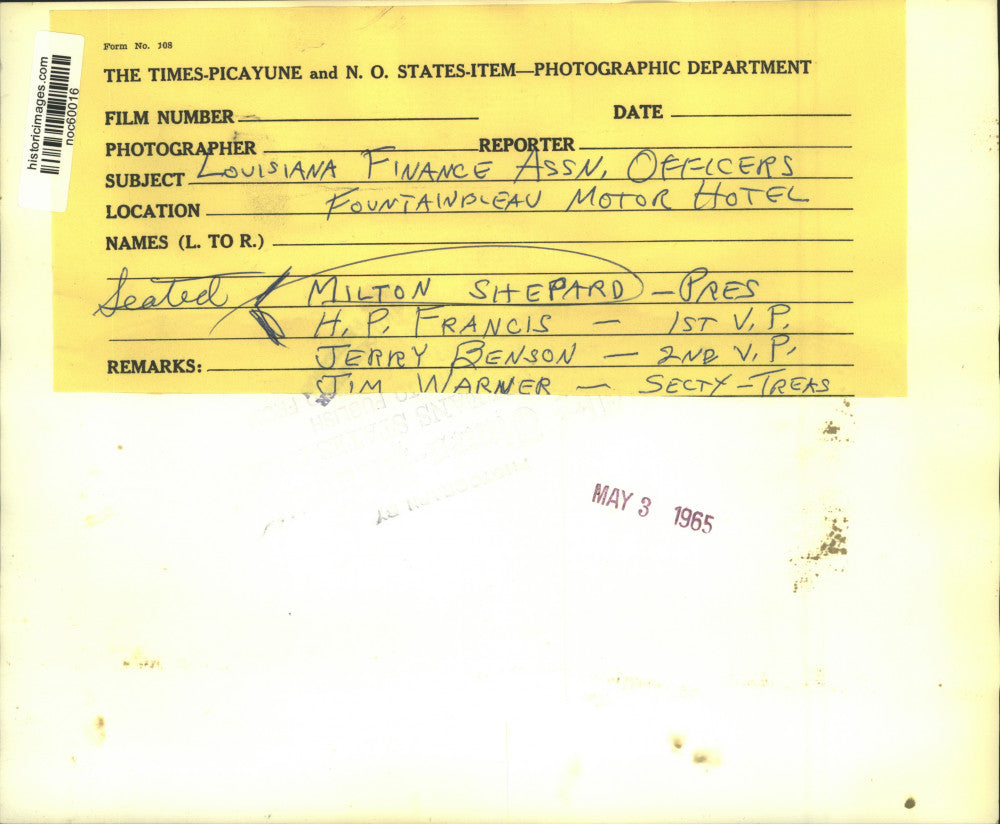 historicimages.com
noc60016
Form No. 108
THE TIMES-PICAYUNE and N. O. STATES-ITEM—PHOTOGRAPHIC DEPARTMENT
FILM NUMBER DATE
PHOTOGRAPHER REPORTER
SUBJECT LOUISIANA FINANCE ASSN, OFFICERS
LOCATION FOUNTAINBLEAU MOTOR HOTEL
NAMES (L. TO R.)
Seated MILTON SHEPARD – PRES
H. P. FRANCIS – 1ST V. P.
JERRY BENSON – 2ND V. P.
REMARKS:
JIM WARNER – SECTY – TREAS
MAY 3 1965